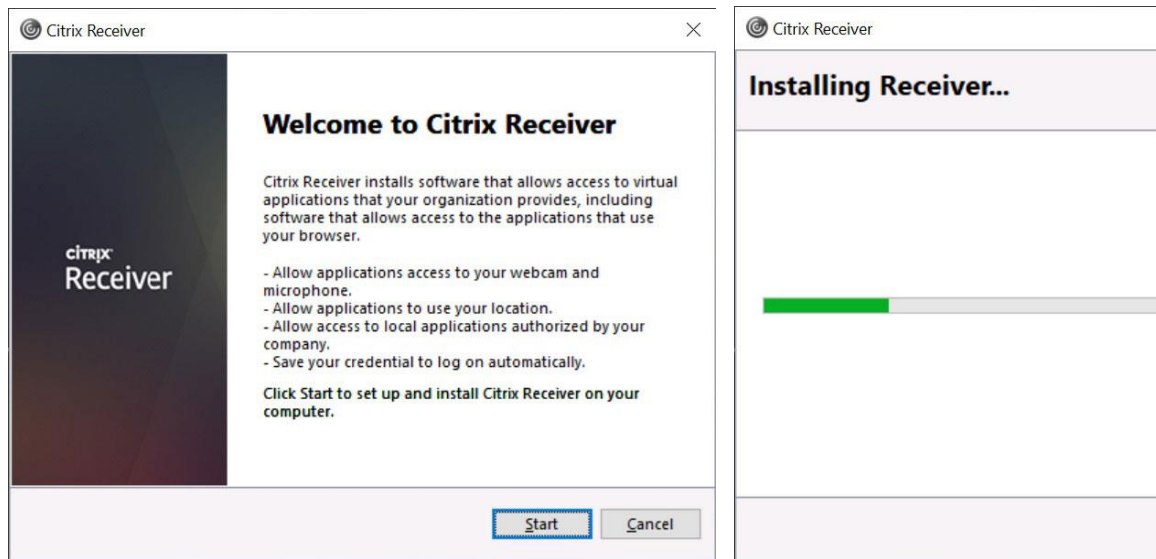 Citrix Receiver
citrix
Receiver
Welcome to Citrix Receiver
Citrix Receiver installs software that allows access to virtual
applications that your organization provides, including
software that allows access to the applications that use
your browser.
- Allow applications access to your webcam and
microphone.
- Allow applications to use your location.
- Allow access to local applications authorized by your
company.
- Save your credential to log on automatically.
Click Start to set up and install Citrix Receiver on your
computer.
Start
Cancel
Citrix Receiver
Installing Receiver...